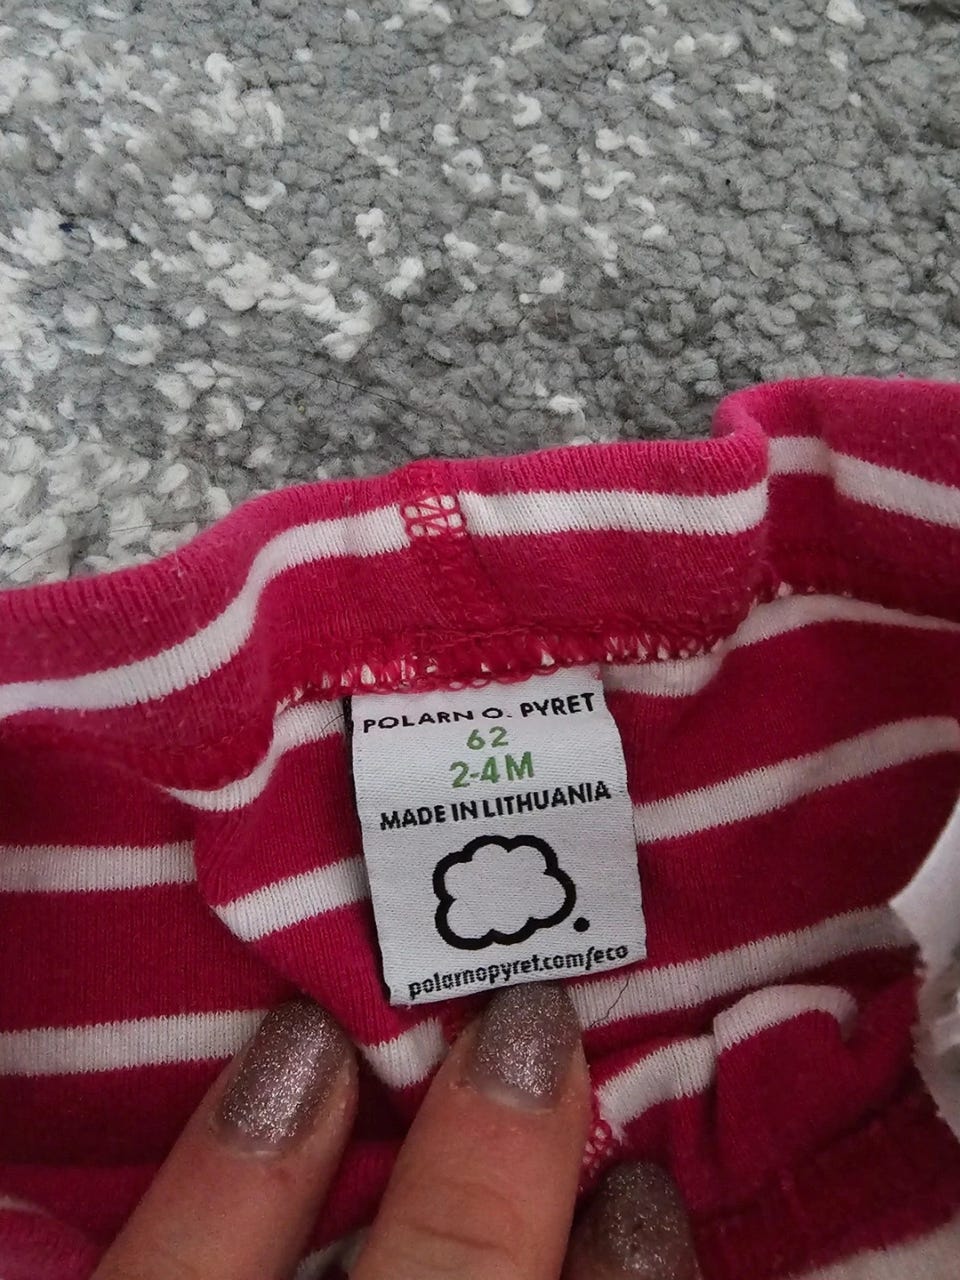 POLARN O. PYRET
62
2-4M
MADE IN LITHUANIA
polarnopyret.com/eco